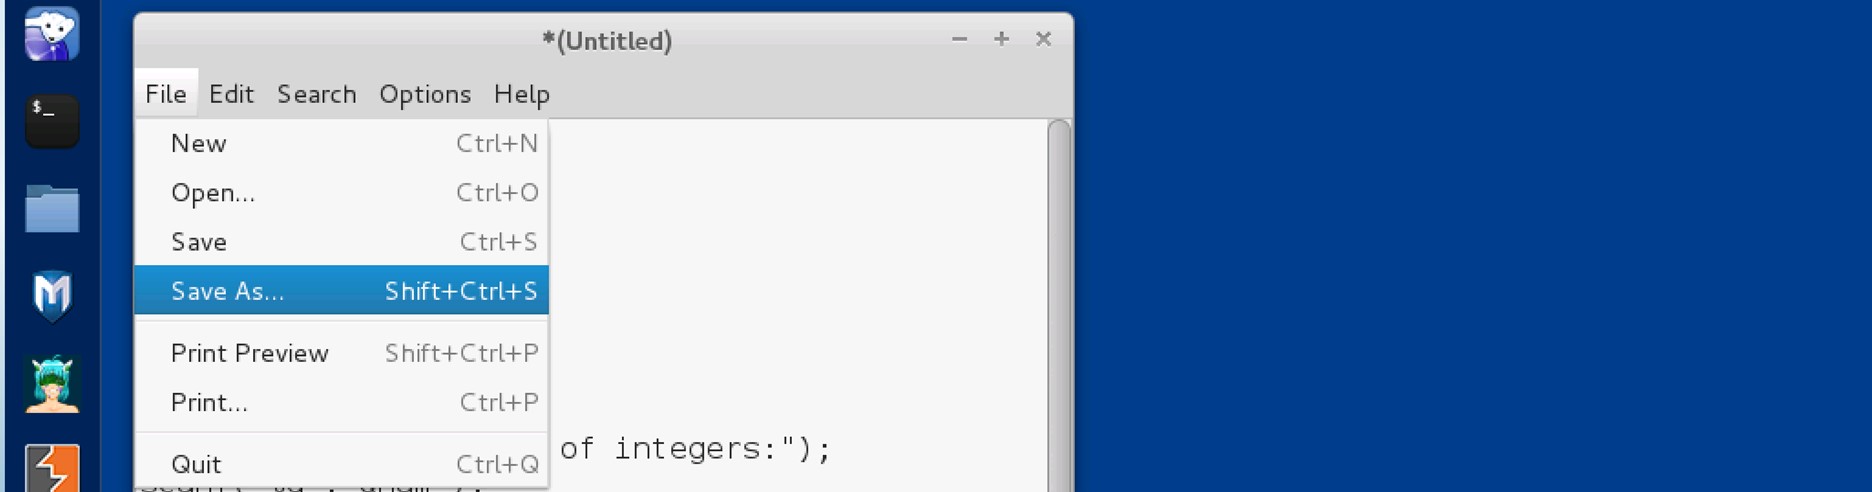 *(Untitled)
File Edit Search Options Help
New Ctrl+N
Open... Ctrl+O
Save Ctrl+S
Save As... Shift+Ctrl+S
Print Preview Shift+Ctrl+P
Print... Ctrl+P
of integers:");
Quit Ctrl+Q
$_